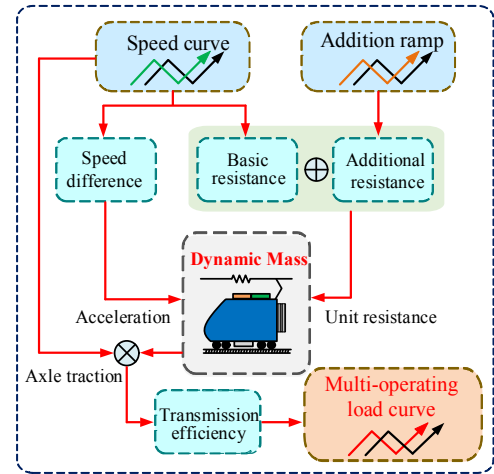 Speed curve
Addition ramp
Speed
difference
Basic
resistance
Additional
resistance
Dynamic Mass
Acceleration
Unit resistance
Axle traction
Transmission
efficiency
Multi-operating
load curve